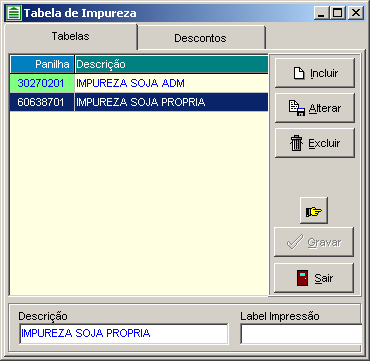 Tabela de Impureza
Tabelas
Descontos
Panilha Descrição
30270201 IMPUREZA SOJA ADM
60638701 IMPUREZA SOJA PROPRIA
Incluir
Alterar
Excluir
Gravar
Sair
Descrição Label Impressão
IMPUREZA SOJA PROPRIA